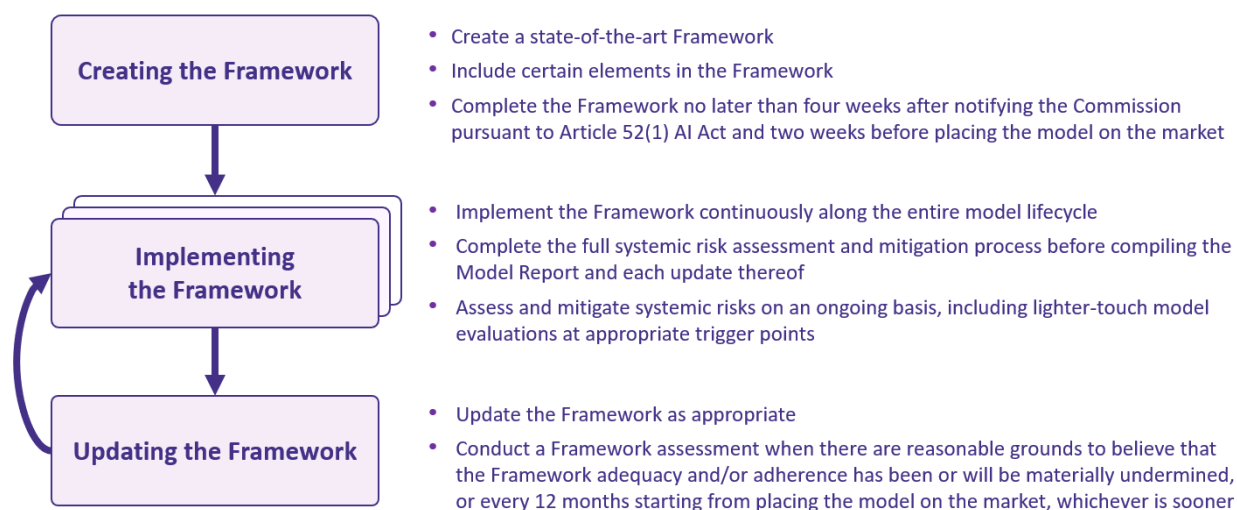 Creating the Framework
• Create a state-of-the-art Framework
• Include certain elements in the Framework
• Complete the Framework no later than four weeks after notifying the Commission
pursuant to Article 52(1) AI Act and two weeks before placing the model on the market
Implementing
the Framework
• Implement the Framework continuously along the entire model lifecycle
• Complete the full systemic risk assessment and mitigation process before compiling the
Model Report and each update thereof
• Assess and mitigate systemic risks on an ongoing basis, including lighter-touch model
evaluations at appropriate trigger points
Updating the Framework
• Update the Framework as appropriate
• Conduct a Framework assessment when there are reasonable grounds to believe that
the Framework adequacy and/or adherence has been or will be materially undermined,
or every 12 months starting from placing the model on the market, whichever is sooner